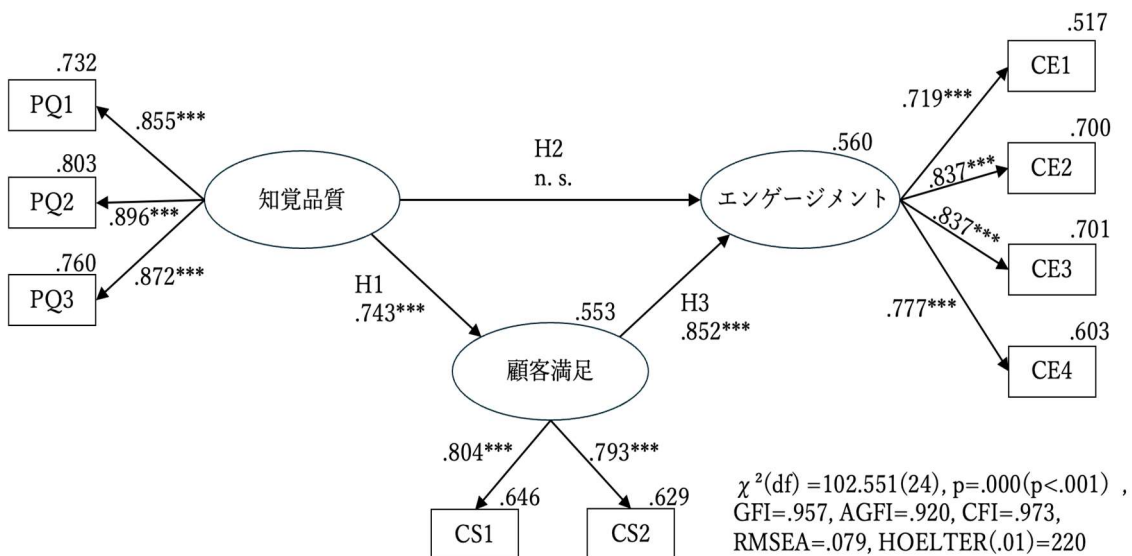 .732
PQ1
.855***
.803
PQ2
.896***
.760
PQ3
.872***
知覚品質
H2
n. s.
.560
エンゲージメント
H1
.743***
.553
顧客満足
H3
.852***
.804***
.793***
.646
CS1
.629
CS2
.517
CE1
.719***
.700
CE2
.837***
.701
CE3
.837***
.603
CE4
.777***
χ²(df) =102.551(24), p=.000(p<.001) ,
GFI=.957, AGFI=.920, CFI=.973,
RMSEA=.079, HOELTER(.01)=220